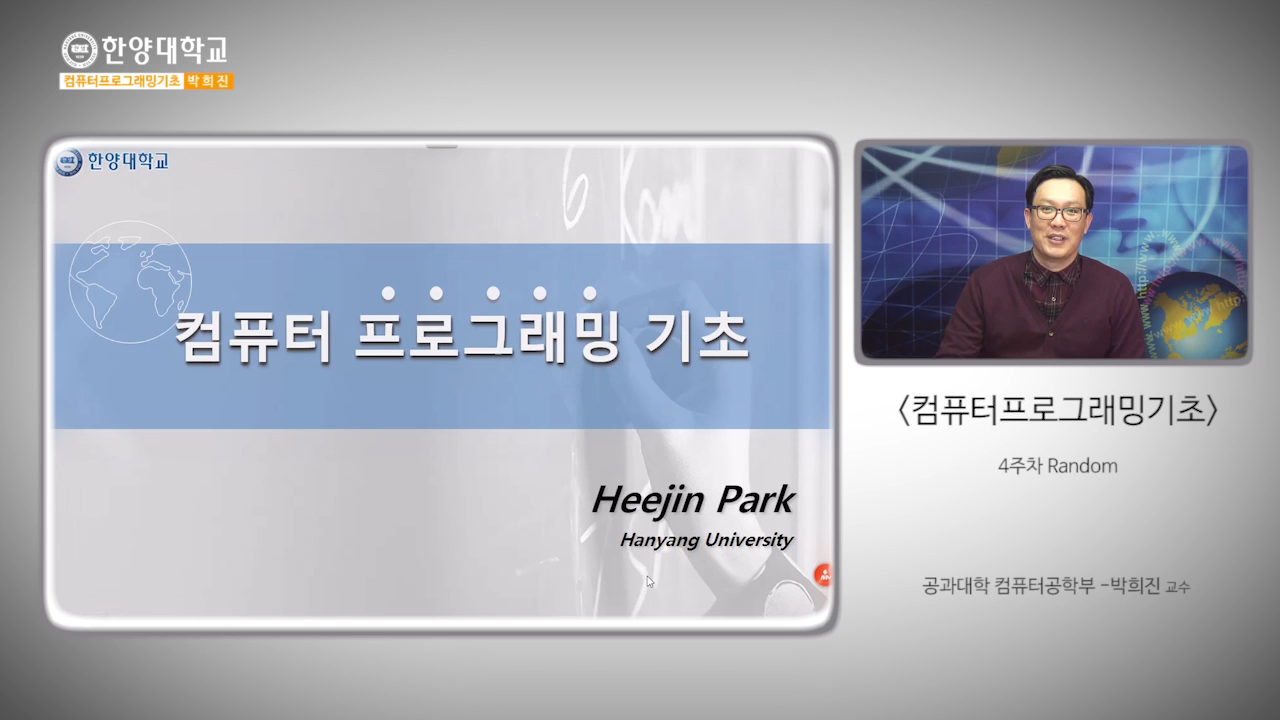 한양대학교
컴퓨터프로그래밍기초 박희진
한양대학교
컴퓨터 프로그래밍 기초
Heejin Park
Hanyang University
<컴퓨터프로그래밍기초>
4주차 Random
공과대학 컴퓨터공학부 -박희진 교수